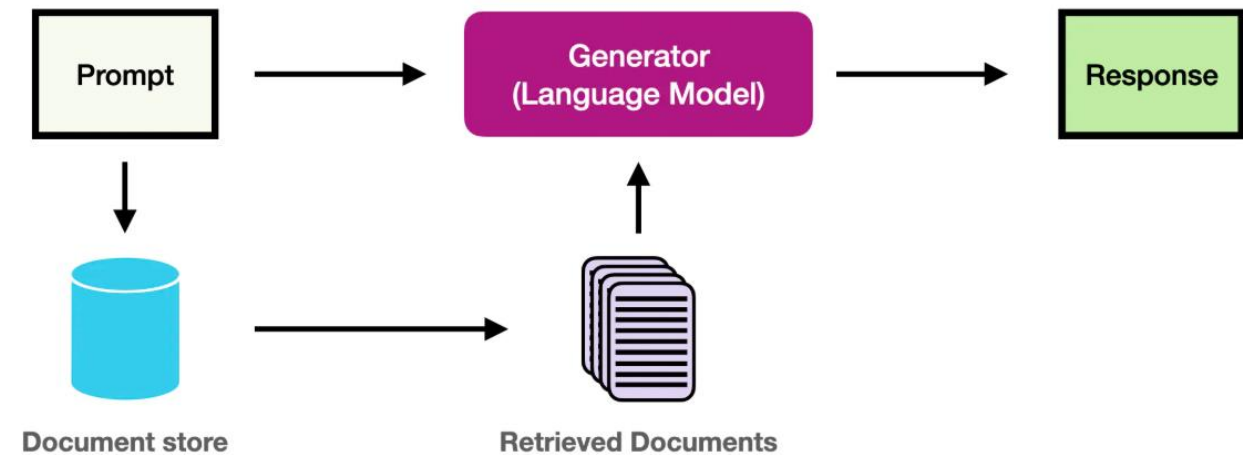 Prompt
Generator
(Language Model)
Response
Document store
Retrieved Documents